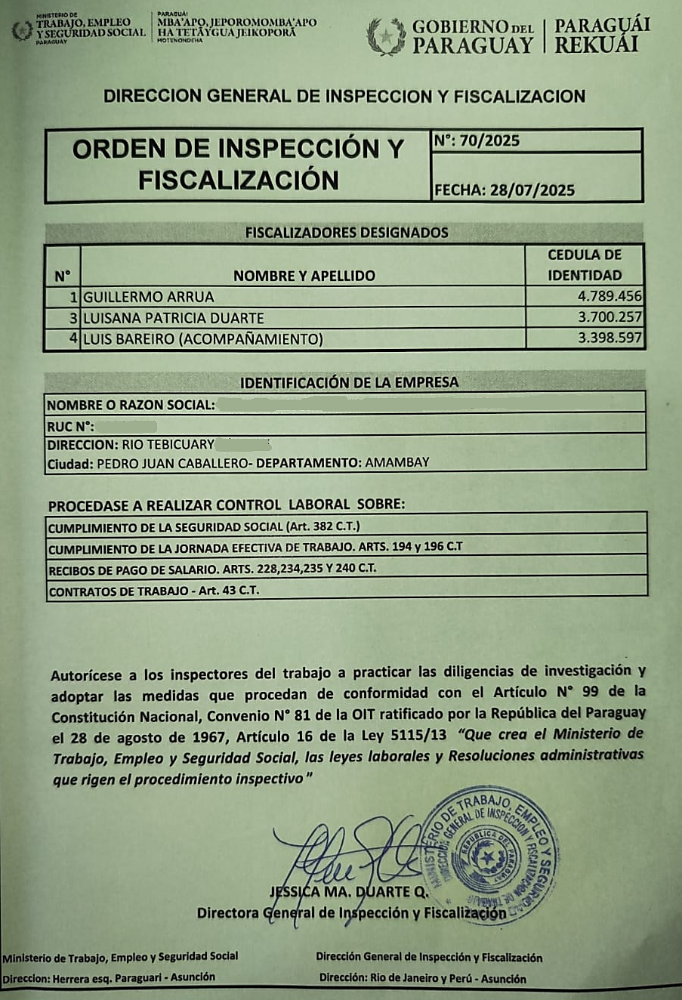 MINISTERIO DE
TRABAJO, EMPLEO
Y SEGURIDAD SOCIAL
PARAGUAY
PARAGUÁI
MBA'APO, JEPOROMOMBA'APO
HA TETÃYGUA JEIKOPORÃ
MOTENONDEHA
GOBIERNO DEL
PARAGUAY
PARAGUÁI
REKUÁI
DIRECCION GENERAL DE INSPECCION Y FISCALIZACION
ORDEN DE INSPECCIÓN Y
FISCALIZACIÓN
N°: 70/2025
FECHA: 28/07/2025
FISCALIZADORES DESIGNADOS
N° NOMBRE Y APELLIDO CEDULA DE IDENTIDAD
1 GUILLERMO ARRUA 4.789.456
3 LUISANA PATRICIA DUARTE 3.700.257
4 LUIS BAREIRO (ACOMPAÑAMIENTO) 3.398.597
IDENTIFICACIÓN DE LA EMPRESA
NOMBRE O RAZON SOCIAL:
RUC N°:
DIRECCION: RIO TEBICUARY
Ciudad: PEDRO JUAN CABALLERO- DEPARTAMENTO: AMAMBAY
PROCEDASE A REALIZAR CONTROL LABORAL SOBRE:
CUMPLIMIENTO DE LA SEGURIDAD SOCIAL (Art. 382 C.T.)
CUMPLIMIENTO DE LA JORNADA EFECTIVA DE TRABAJO. ARTS. 194 y 196 C.T
RECIBOS DE PAGO DE SALARIO. ARTS. 228,234,235 Y 240 C.T.
CONTRATOS DE TRABAJO - Art. 43 C.T.
Autorícese a los inspectores del trabajo a practicar las diligencias de investigación y
adoptar las medidas que procedan de conformidad con el Artículo N° 99 de la
Constitución Nacional, Convenio N° 81 de la OIT ratificado por la República del Paraguay
el 28 de agosto de 1967, Artículo 16 de la Ley 5115/13 “Que crea el Ministerio de
Trabajo, Empleo y Seguridad Social, las leyes laborales y Resoluciones administrativas
que rigen el procedimiento inspectivo”
MINISTERIO DE TRABAJO, EMPLEO Y SEGURIDAD SOCIAL
DIRECCIÓN GENERAL DE INSPECCIÓN Y FISCALIZACION DE TRABAJO
REPUBLICA DEL PARAGUAY
JESSICA MA. DUARTE Q.
Directora General de Inspección y Fiscalización
Ministerio de Trabajo, Empleo y Seguridad Social
Direccion: Herrera esq. Paraguari - Asunción
Dirección General de Inspección y Fiscalización
Dirección: Rio de Janeiro y Perú - Asunción